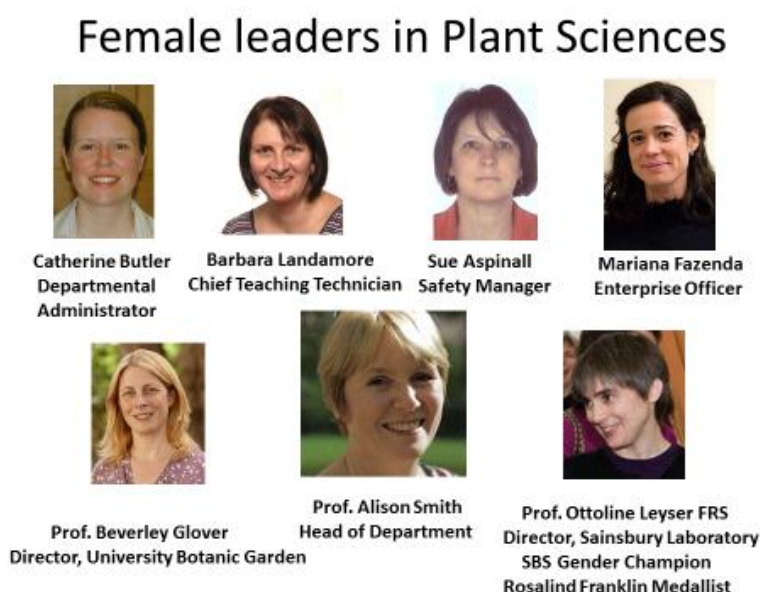 Female leaders in Plant Sciences
Catherine Butler
Departmental
Administrator
Barbara Landamore
Chief Teaching Technician
Sue Aspinall
Safety Manager
Mariana Fazenda
Enterprise Officer
Prof. Beverley Glover
Director, University Botanic Garden
Prof. Alison Smith
Head of Department
Prof. Ottoline Leyser FRS
Director, Sainsbury Laboratory
SBS Gender Champion
Rosalind Franklin Medallist